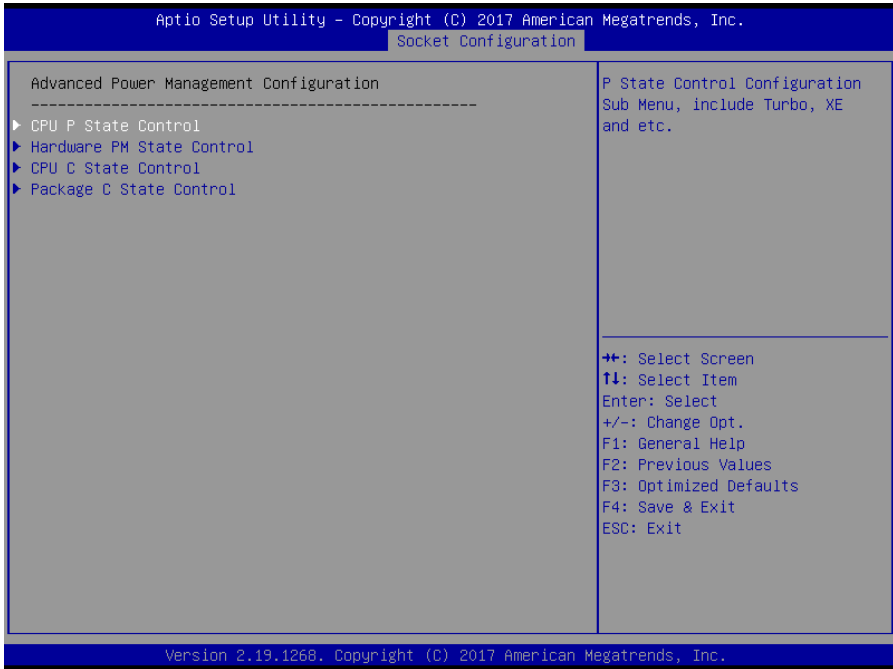 Aptio Setup Utility – Copyright (C) 2017 American Megatrends, Inc.
Socket Configuration
Advanced Power Management Configuration
--------------------------------------------------
CPU P State Control
Hardware PM State Control
CPU C State Control
Package C State Control
P State Control Configuration
Sub Menu, include Turbo, XE
and etc.
→←: Select Screen
↑↓: Select Item
Enter: Select
+/-: Change Opt.
F1: General Help
F2: Previous Values
F3: Optimized Defaults
F4: Save & Exit
ESC: Exit
Version 2.19.1268. Copyright (C) 2017 American Megatrends, Inc.